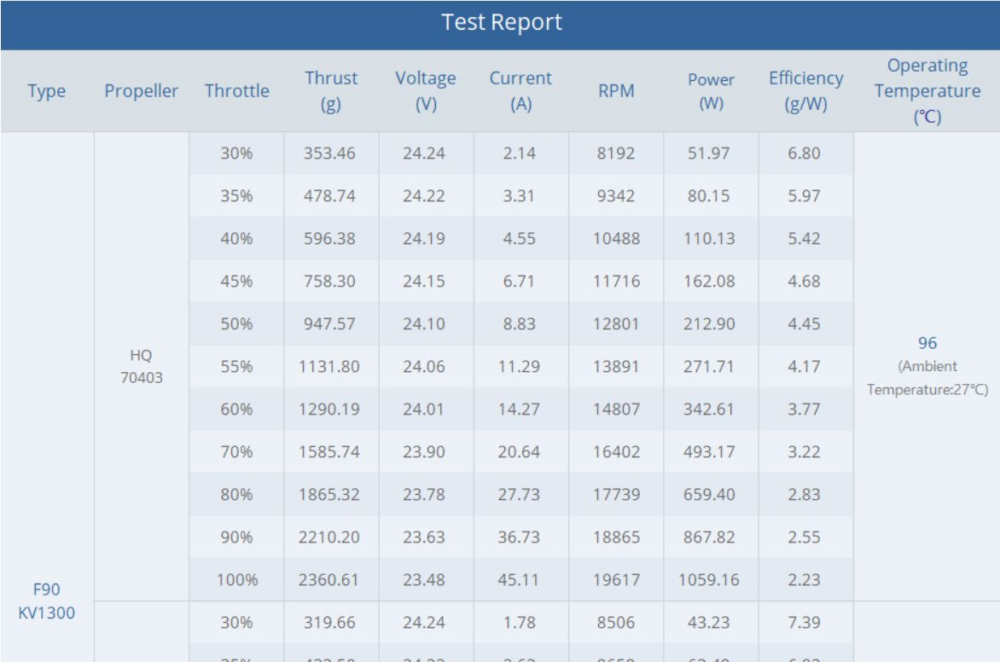 Test Report
Type Propeller Throttle Thrust (g) Voltage (V) Current (A) RPM Power (W) Efficiency (g/W) Operating Temperature (℃)
30% 353.46 24.24 2.14 8192 51.97 6.80
35% 478.74 24.22 3.31 9342 80.15 5.97
40% 596.38 24.19 4.55 10488 110.13 5.42
45% 758.30 24.15 6.71 11716 162.08 4.68
50% 947.57 24.10 8.83 12801 212.90 4.45
HQ 70403
55% 1131.80 24.06 11.29 13891 271.71 4.17
96
(Ambient
Temperature:27℃)
60% 1290.19 24.01 14.27 14807 342.61 3.77
70% 1585.74 23.90 20.64 16402 493.17 3.22
80% 1865.32 23.78 27.73 17739 659.40 2.83
90% 2210.20 23.63 36.73 18865 867.82 2.55
100% 2360.61 23.48 45.11 19617 1059.16 2.23
F90
KV1300
30% 319.66 24.24 1.78 8506 43.23 7.39